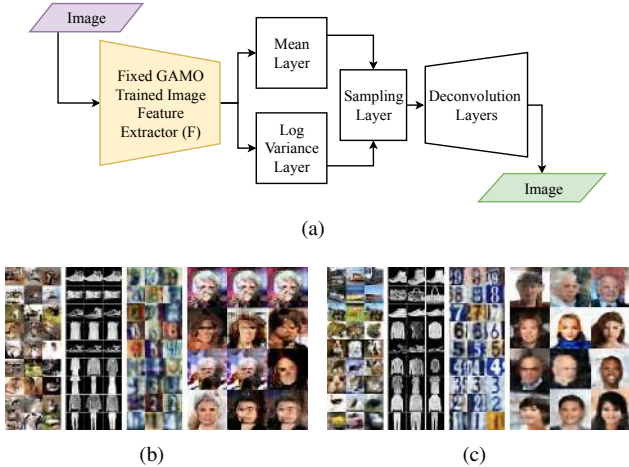 Image
Fixed GAMO
Trained Image
Feature
Extractor (F)
Mean
Layer
Log
Variance
Layer
Sampling
Layer
Deconvolution
Layers
Image
(a)
(b)
(c)